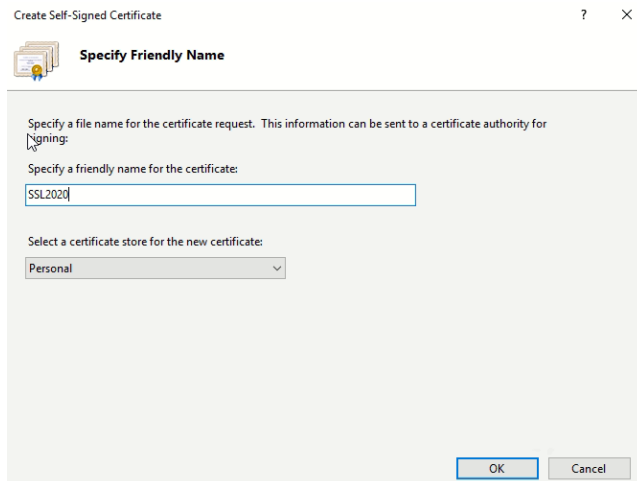 Create Self-Signed Certificate ?
Specify Friendly Name
Specify a file name for the certificate request.  This information can be sent to a certificate authority for
signing:
Specify a friendly name for the certificate:
SSL2020
Select a certificate store for the new certificate:
Personal
OK Cancel